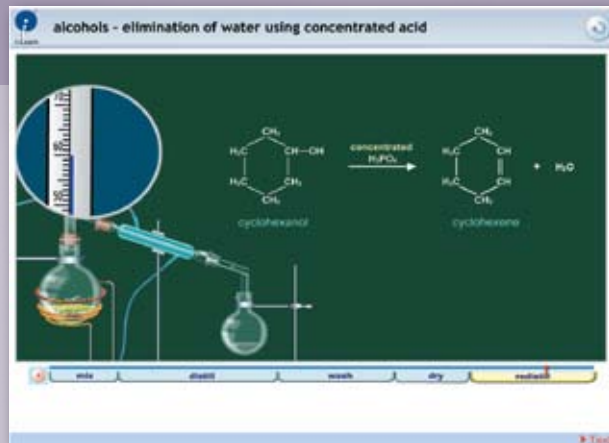 alcohols - elimination of water using concentrated acid
CH₂
H₂C CH—OH
H₂C CH₂
CH₂
cyclohexanol
concentrated
H₃PO₄
CH₂
H₂C CH
H₂C CH
CH₂
cyclohexene
+ H₂O
mix distil wash dry redistil